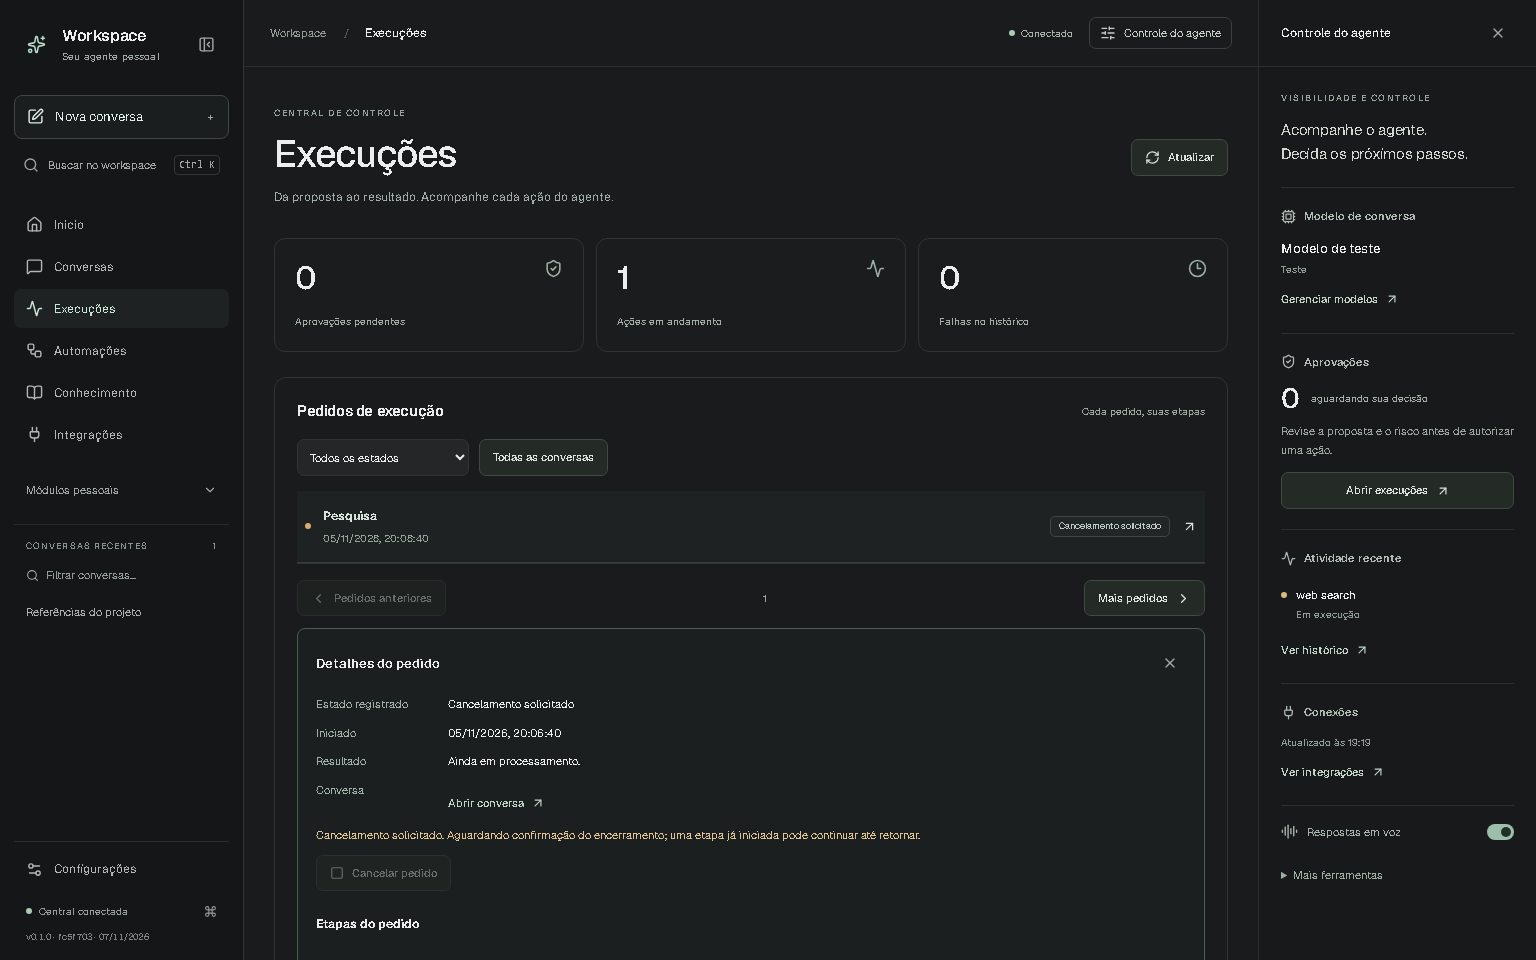 Workspace
Seu agente pessoal
Nova conversa +
Buscar no workspace Ctrl K
Início
Conversas
Execuções
Automações
Conhecimento
Integrações
Módulos pessoais
CONVERSAS RECENTES 1
Filtrar conversas...
Referências do projeto
Configurações
Central conectada
v0.1.0 · fc5f703 · 07/11/2026
Workspace / Execuções
Conectado
Controle do agente
CENTRAL DE CONTROLE
Execuções
Atualizar
Da proposta ao resultado. Acompanhe cada ação do agente.
0
Aprovações pendentes
1
Ações em andamento
0
Falhas no histórico
Pedidos de execução
Cada pedido, suas etapas
Todos os estados
Todas as conversas
Pesquisa
05/11/2026, 20:06:40
Cancelamento solicitado
Pedidos anteriores
1
Mais pedidos
Detalhes do pedido
Estado registrado Cancelamento solicitado
Iniciado 05/11/2026, 20:06:40
Resultado Ainda em processamento.
Conversa
Abrir conversa
Cancelamento solicitado. Aguardando confirmação do encerramento; uma etapa já iniciada pode continuar até retornar.
Cancelar pedido
Etapas do pedido
Controle do agente
VISIBILIDADE E CONTROLE
Acompanhe o agente.
Decida os próximos passos.
Modelo de conversa
Modelo de teste
Teste
Gerenciar modelos
Aprovações
0 aguardando sua decisão
Revise a proposta e o risco antes de autorizar
uma ação.
Abrir execuções
Atividade recente
web search
Em execução
Ver histórico
Conexões
Atualizado às 19:19
Ver integrações
Respostas em voz
Mais ferramentas